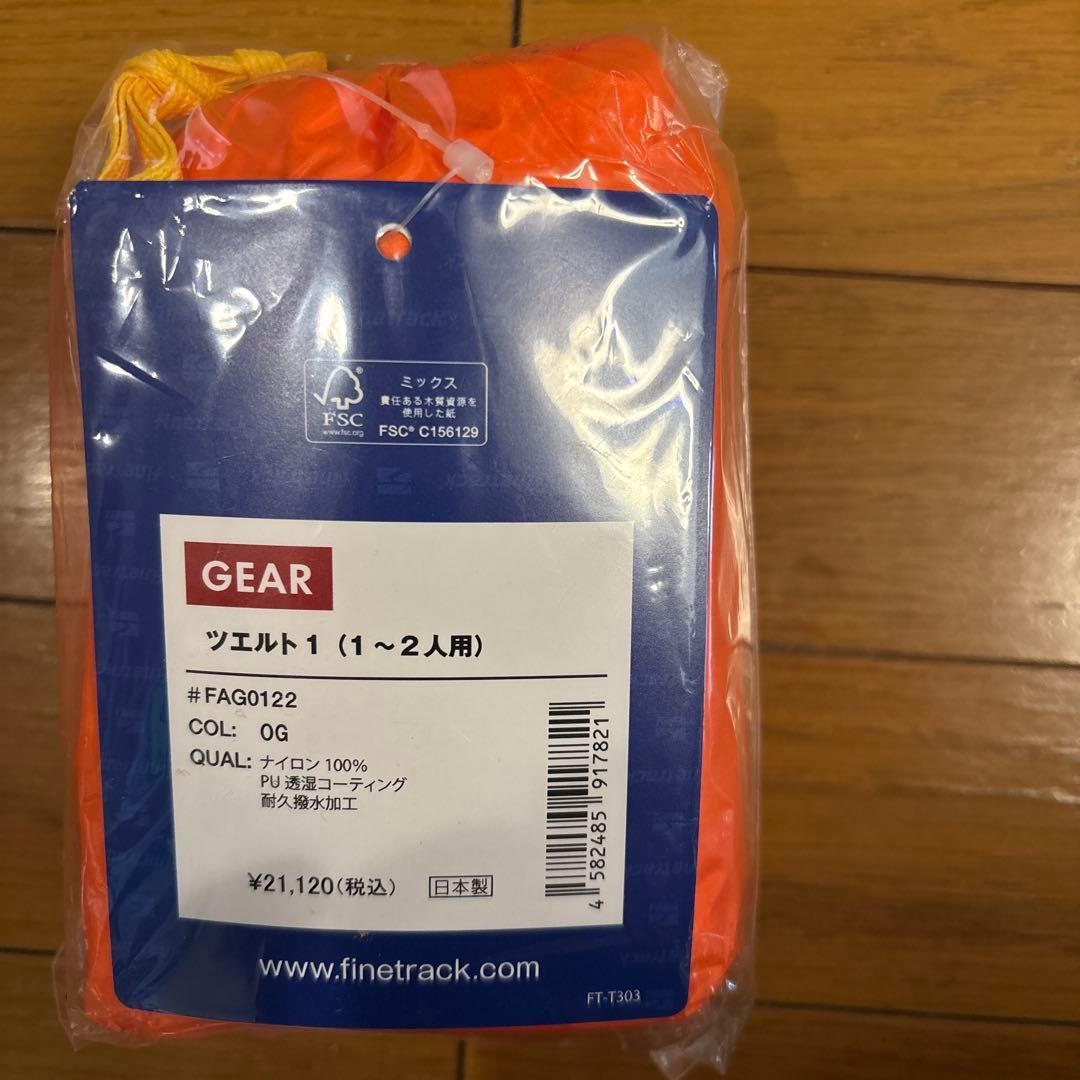 ミックス
責任ある木質資源を
使用した紙
FSC
www.fsc.org
FSC® C156129
GEAR
ツエルト1（1～2人用）
#FAG0122
COL: OG
QUAL: ナイロン 100%
PU 透湿コーティング
耐久撥水加工
¥21,120(税込)
日本製
4 582485 917821
www.finetrack.com
FT-T303